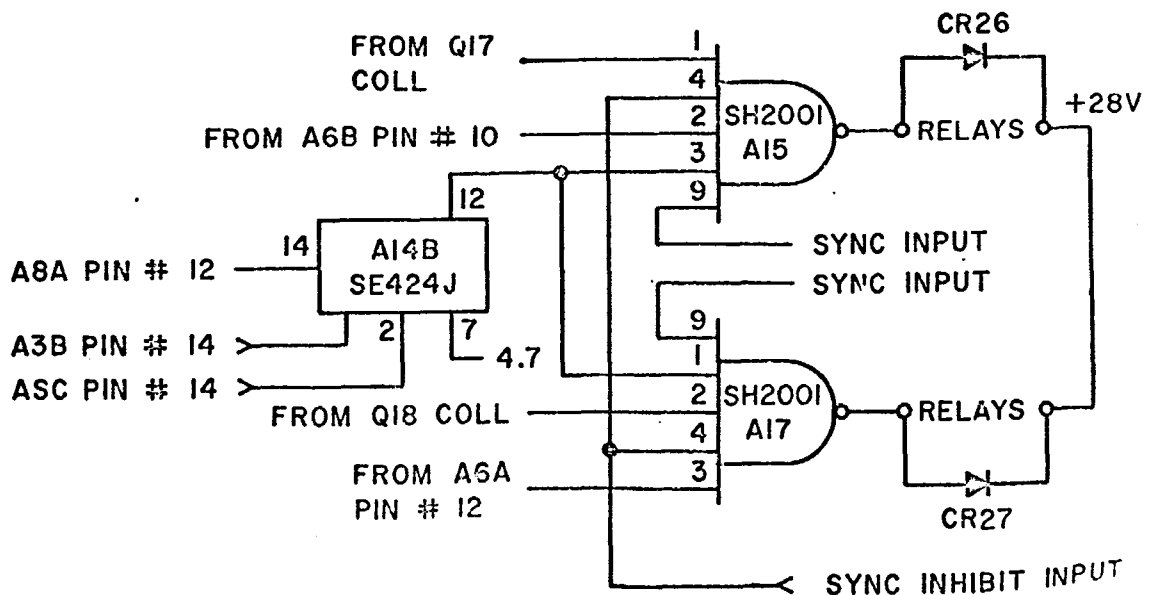 CR26
FROM Q17
COLL
1
4
SH2001
A15
RELAYS
+28V
FROM A6B PIN # 10
2
3
9
12
14
A14B
SE424J
A8A PIN # 12
SYNC INPUT
SYNC INPUT
A3B PIN # 14
2
7
4.7
ASC PIN # 14
9
1
SH2001
A17
RELAYS
FROM Q18 COLL
2
4
3
FROM A6A
PIN # 12
CR27
SYNC INHIBIT INPUT